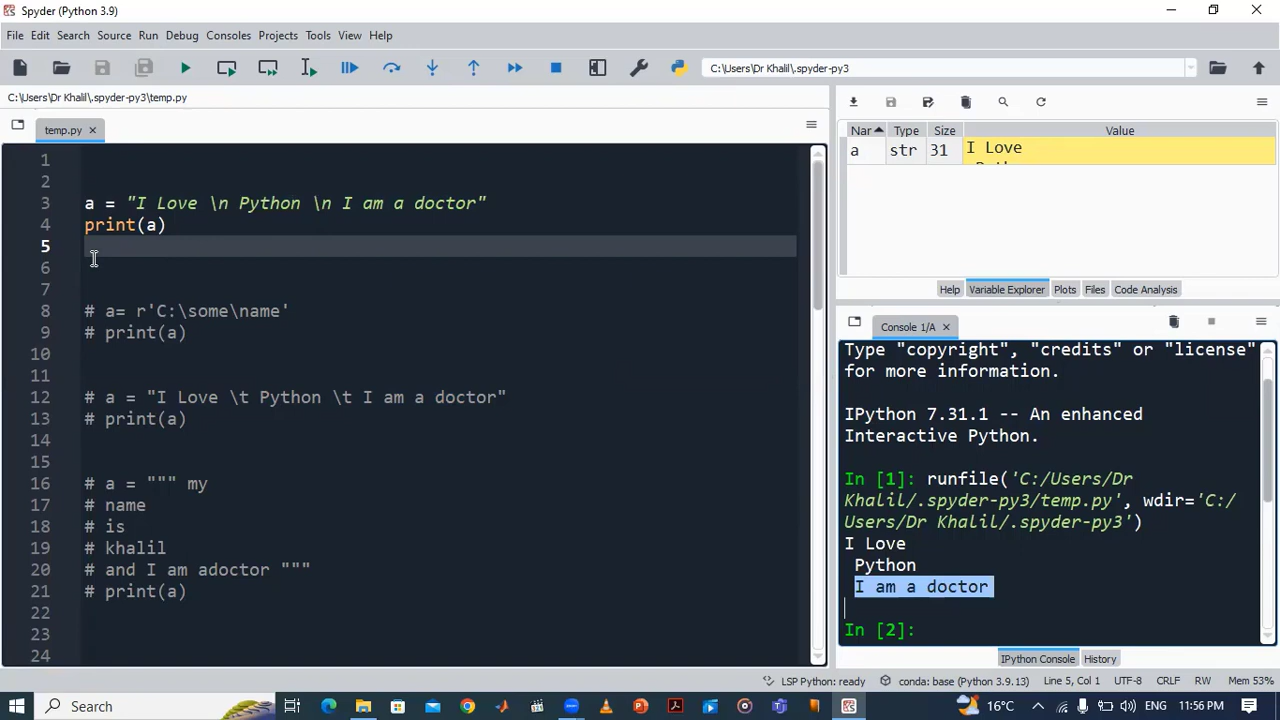 Spyder (Python 3.9)
File Edit Search Source Run Debug Consoles Projects Tools View Help
C:\Users\Dr Khalil\.spyder-py3
C:\Users\Dr Khalil\.spyder-py3\temp.py
temp.py
1
2
3 a = "I Love \n Python \n I am a doctor"
4 print(a)
5
6
7
8 # a= r'C:\some\name'
9 # print(a)
10
11
12 # a = "I Love \t Python \t I am a doctor"
13 # print(a)
14
15
16 # a = """ my
17 # name
18 # is
19 # khalil
20 # and I am adoctor """
21 # print(a)
22
23
24
Nar Type Size Value
a str 31 I Love
Help Variable Explorer Plots Files Code Analysis
Console 1/A
Type "copyright", "credits" or "license"
for more information.
IPython 7.31.1 -- An enhanced
Interactive Python.
In [1]: runfile('C:/Users/Dr
Khalil/.spyder-py3/temp.py', wdir='C:/
Users/Dr Khalil/.spyder-py3')
I Love
Python
I am a doctor
In [2]:
IPython Console History
LSP Python: ready conda: base (Python 3.9.13) Line 5, Col 1 UTF-8 CRLF RW Mem 53%
Search 16°C ENG 11:56 PM